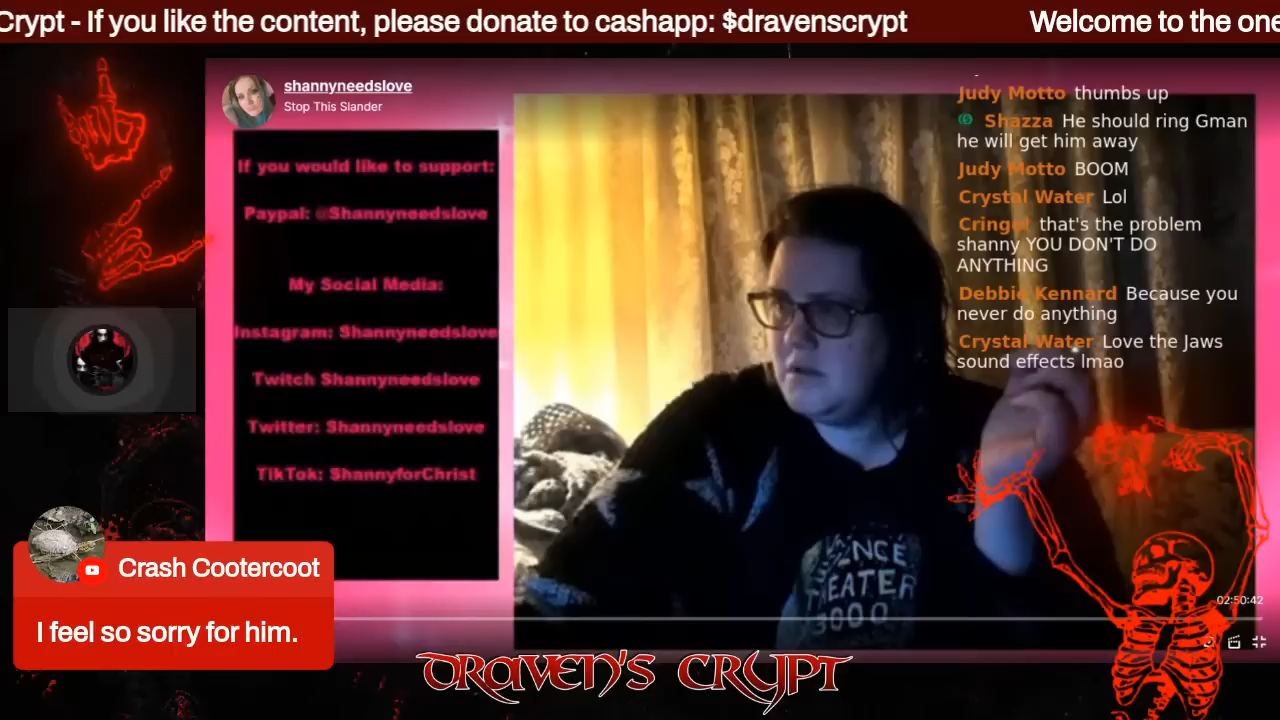 Crypt - If you like the content, please donate to cashapp: $dravenscrypt
Welcome to the one
shannyneedslove
Stop This Slander
If you would like to support:
Paypal: @Shannyneedslove
My Social Media:
Instagram: Shannyneedslove
Twitch Shannyneedslove
Twitter: Shannyneedslove
TikTok: ShannyforChrist
Judy Motto thumbs up
Shazza He should ring Gman
he will get him away
Judy Motto BOOM
Crystal Water Lol
Cringe! that's the problem
shanny YOU DON'T DO
ANYTHING
Debbie Kennard Because you
never do anything
Crystal Water Love the Jaws
sound effects lmao
THEATER
3000
02:50:42
Crash Cootercoot
I feel so sorry for him.
DRAVEN'S CRYPT